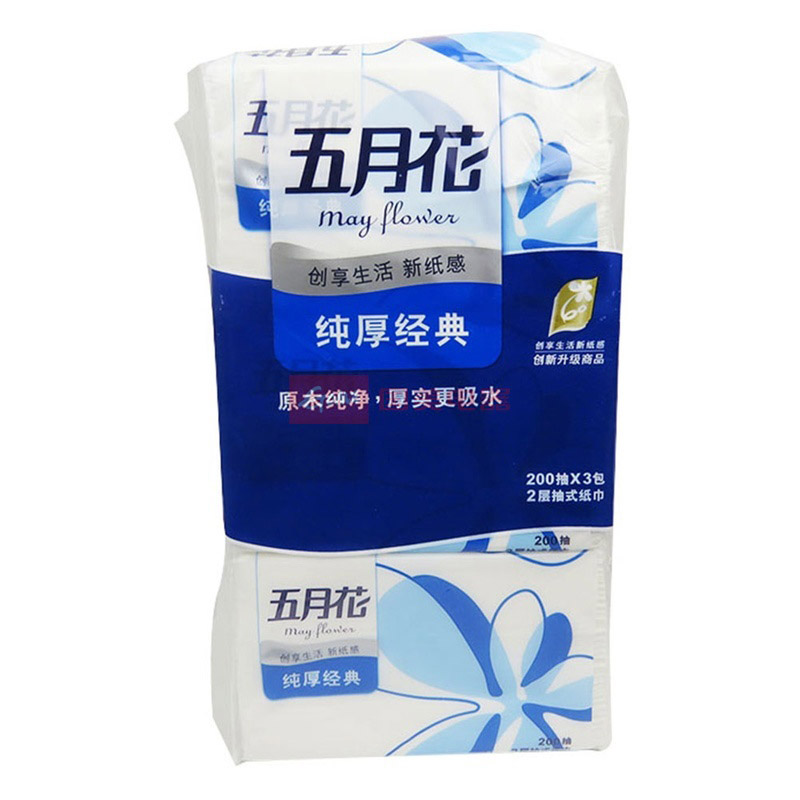 五月花
may flower
创享生活 新纸感
纯厚经典
原木纯净，厚实更吸水
创享生活新纸感
创新升级商品
200抽X3包
2层抽式纸巾
200抽
五月花
may flower
创享生活 新纸感
纯厚经典
200抽